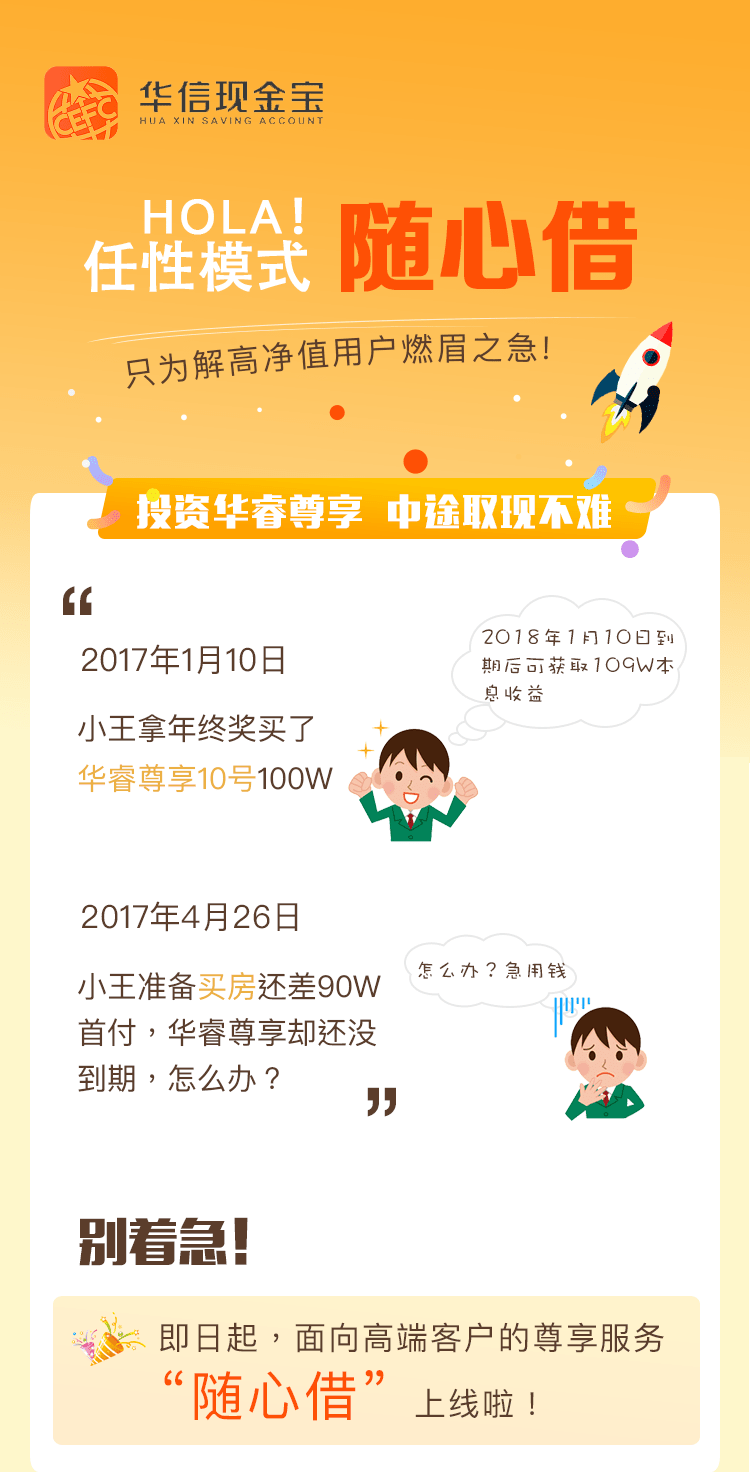 CEFC
华信现金宝
HUA XIN SAVING ACCOUNT
HOLA!
任性模式 随心借
只为解高净值用户燃眉之急!
投资华睿尊享 中途取现不难
“
2017年1月10日
小王拿年终奖买了
华睿尊享10号100W
2018年1月10日到
期后可获取109W本
息收益
2017年4月26日
小王准备买房还差90W
首付，华睿尊享却还没
到期，怎么办？
”
怎么办？急用钱
别着急!
即日起，面向高端客户的尊享服务
“随心借” 上线啦！